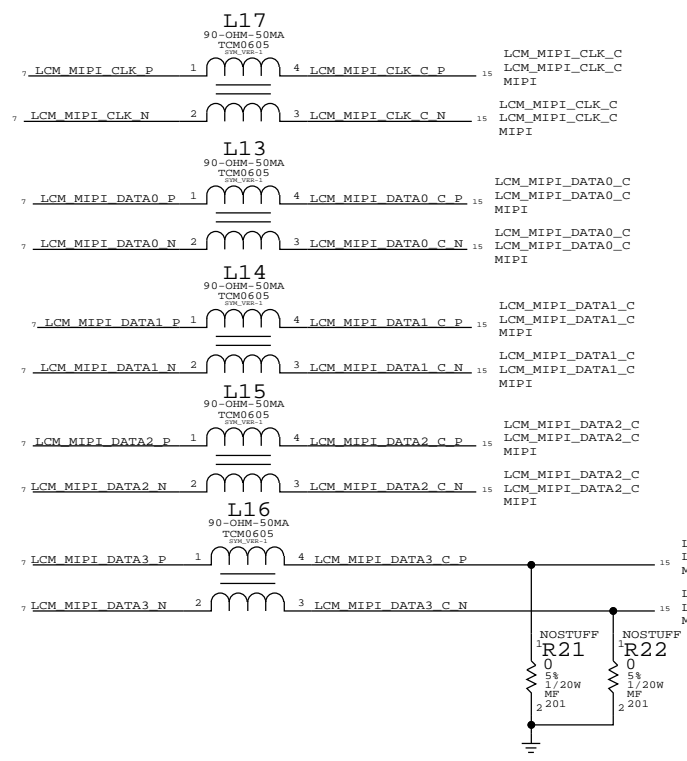 L17
90-OHM-50MA
TCM0605
SYM_VER-1
7 LCM_MIPI_CLK_P 1 4 LCM_MIPI_CLK_C_P 15
LCM_MIPI_CLK_C
LCM_MIPI_CLK_C
MIPI
7 LCM_MIPI_CLK_N 2 3 LCM_MIPI_CLK_C_N 15
LCM_MIPI_CLK_C
LCM_MIPI_CLK_C
MIPI
L13
90-OHM-50MA
TCM0605
SYM_VER-1
7 LCM_MIPI_DATA0_P 1 4 LCM_MIPI_DATA0_C_P 15
LCM_MIPI_DATA0_C
LCM_MIPI_DATA0_C
MIPI
7 LCM_MIPI_DATA0_N 2 3 LCM_MIPI_DATA0_C_N 15
LCM_MIPI_DATA0_C
LCM_MIPI_DATA0_C
MIPI
L14
90-OHM-50MA
TCM0605
SYM_VER-1
7 LCM_MIPI_DATA1_P 1 4 LCM_MIPI_DATA1_C_P 15
LCM_MIPI_DATA1_C
LCM_MIPI_DATA1_C
MIPI
7 LCM_MIPI_DATA1_N 2 3 LCM_MIPI_DATA1_C_N 15
LCM_MIPI_DATA1_C
LCM_MIPI_DATA1_C
MIPI
L15
90-OHM-50MA
TCM0605
SYM_VER-1
7 LCM_MIPI_DATA2_P 1 4 LCM_MIPI_DATA2_C_P 15
LCM_MIPI_DATA2_C
LCM_MIPI_DATA2_C
MIPI
7 LCM_MIPI_DATA2_N 2 3 LCM_MIPI_DATA2_C_N 15
LCM_MIPI_DATA2_C
LCM_MIPI_DATA2_C
MIPI
L16
90-OHM-50MA
TCM0605
SYM_VER-1
7 LCM_MIPI_DATA3_P 1 4 LCM_MIPI_DATA3_C_P 15
7 LCM_MIPI_DATA3_N 2 3 LCM_MIPI_DATA3_C_N 15
NOSTUFF
1 R21
0
5%
1/20W
MF
2 201
NOSTUFF
1 R22
0
5%
1/20W
MF
2 201